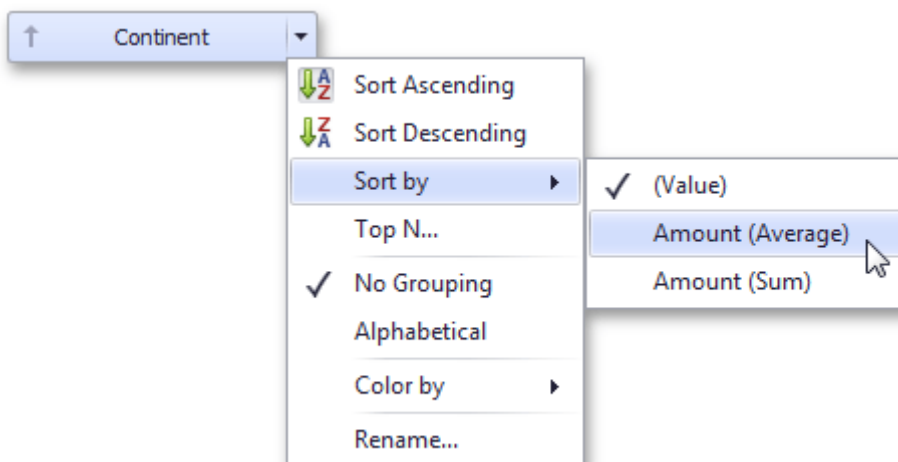 Continent
Sort Ascending
Sort Descending
Sort by
(Value)
Top N...
Amount (Average)
No Grouping
Amount (Sum)
Alphabetical
Color by
Rename...